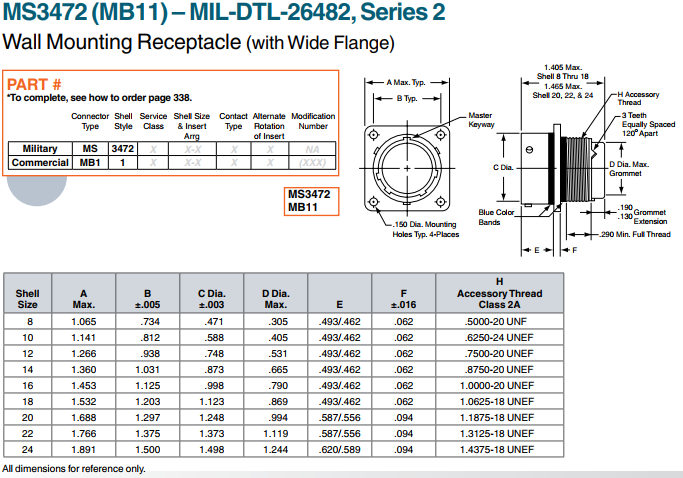 MS3472 (MB11) – MIL-DTL-26482, Series 2
Wall Mounting Receptacle (with Wide Flange)
PART #
*To complete, see how to order page 338.
Connector Type Shell Style Service Class Shell Size & Insert Arrg Contact Type Alternate Rotation of Insert Modification Number
Military MS 3472 X X-X X X NA
Commercial MB1 1 X X-X X X (XXX)
MS3472
MB11
A Max. Typ.
B Typ.
Master
Keyway
.150 Dia. Mounting
Holes Typ. 4-Places
1.405 Max.
Shell 8 Thru 18
1.465 Max.
Shell 20, 22, & 24
H Accessory
Thread
3 Teeth
Equally Spaced
120° Apart
C Dia.
D Dia. Max.
Grommet
Blue Color
Bands
.190
.130
Grommet
Extension
.290 Min. Full Thread
E
F
Shell Size A Max. B ±.005 C Dia. ±.003 D Dia. Max. E F ±.016 H Accessory Thread Class 2A
8 1.065 .734 .471 .305 .493/.462 .062 .5000-20 UNF
10 1.141 .812 .588 .405 .493/.462 .062 .6250-24 UNEF
12 1.266 .938 .748 .531 .493/.462 .062 .7500-20 UNEF
14 1.360 1.031 .873 .665 .493/.462 .062 .8750-20 UNEF
16 1.453 1.125 .998 .790 .493/.462 .062 1.0000-20 UNEF
18 1.532 1.203 1.123 .869 .493/.462 .062 1.0625-18 UNEF
20 1.688 1.297 1.248 .994 .587/.556 .094 1.1875-18 UNEF
22 1.766 1.375 1.373 1.119 .587/.556 .094 1.3125-18 UNEF
24 1.891 1.500 1.498 1.244 .620/.589 .094 1.4375-18 UNEF
All dimensions for reference only.